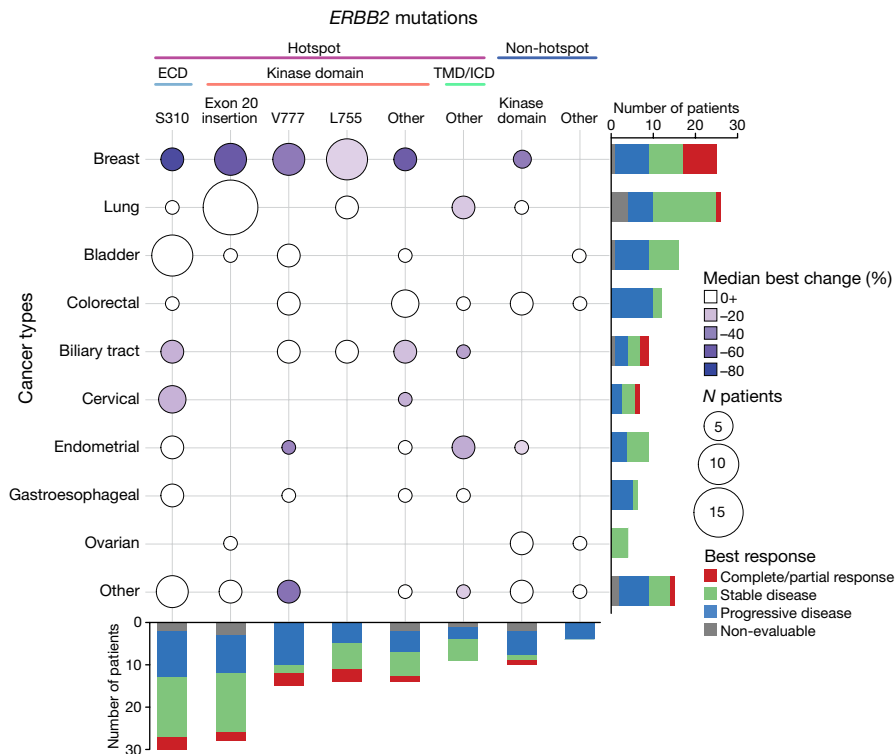 ERBB2 mutations
Hotspot
Non-hotspot
ECD
Kinase domain
TMD/ICD
S310
Exon 20
insertion
V777
L755
Other
Other
Kinase
domain
Other
Number of patients
0
10
20
30
Cancer types
Breast
Lung
Bladder
Colorectal
Biliary tract
Cervical
Endometrial
Gastroesophageal
Ovarian
Other
Median best change (%)
0+
–20
–40
–60
–80
N patients
5
10
15
Best response
Complete/partial response
Stable disease
Progressive disease
Non-evaluable
Number of patients
0
10
20
30